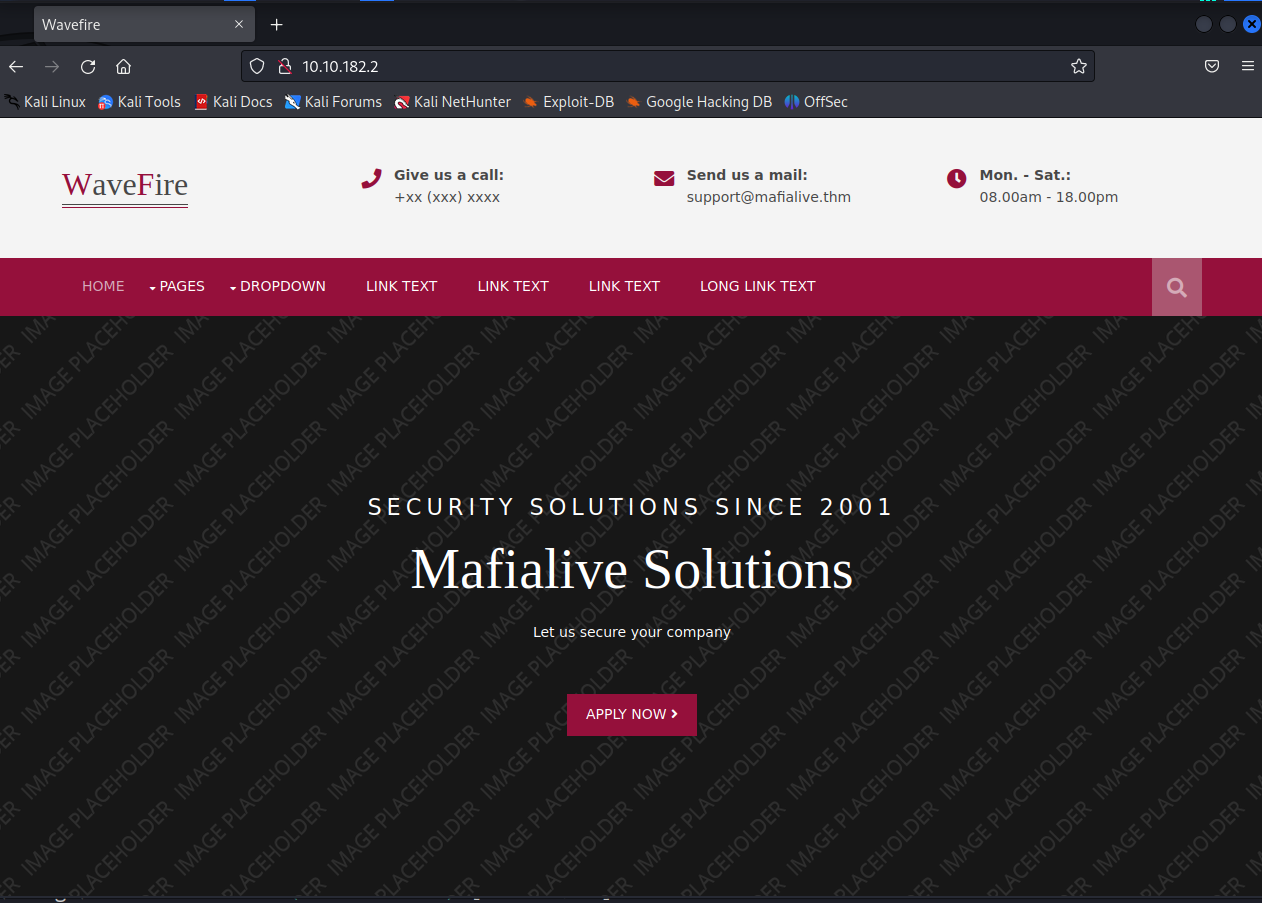 Wavefire
10.10.182.2
Kali Linux Kali Tools Kali Docs Kali Forums Kali NetHunter Exploit-DB Google Hacking DB OffSec
WaveFire
Give us a call:
+xx (xxx) xxxx
Send us a mail:
support@mafialive.thm
Mon. - Sat.:
08.00am - 18.00pm
HOME PAGES DROPDOWN LINK TEXT LINK TEXT LINK TEXT LONG LINK TEXT
IMAGE PLACEHOLDER
SECURITY SOLUTIONS SINCE 2001
Mafialive Solutions
Let us secure your company
APPLY NOW